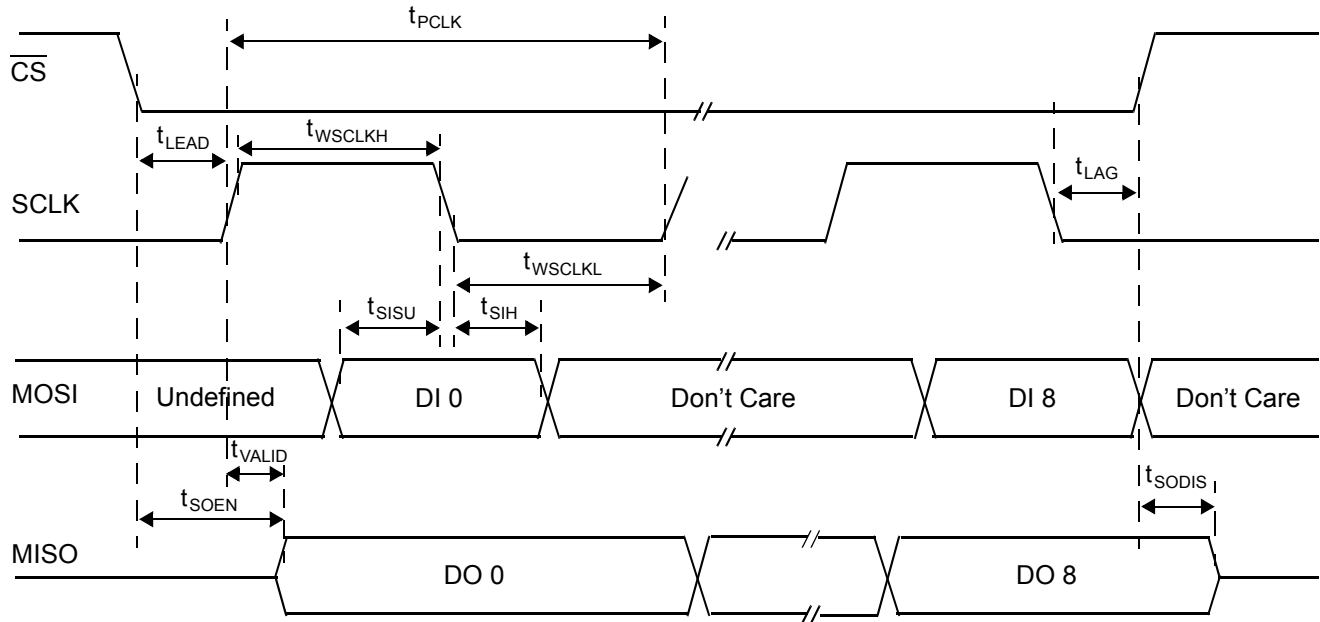 tPCLK
CS
tLEAD
tWSCLKH
tLAG
SCLK
tWSCLKL
tSISU
tSIH
MOSI
Undefined
DI 0
Don't Care
DI 8
Don't Care
tVALID
tSOEN
tSODIS
MISO
DO 0
DO 8